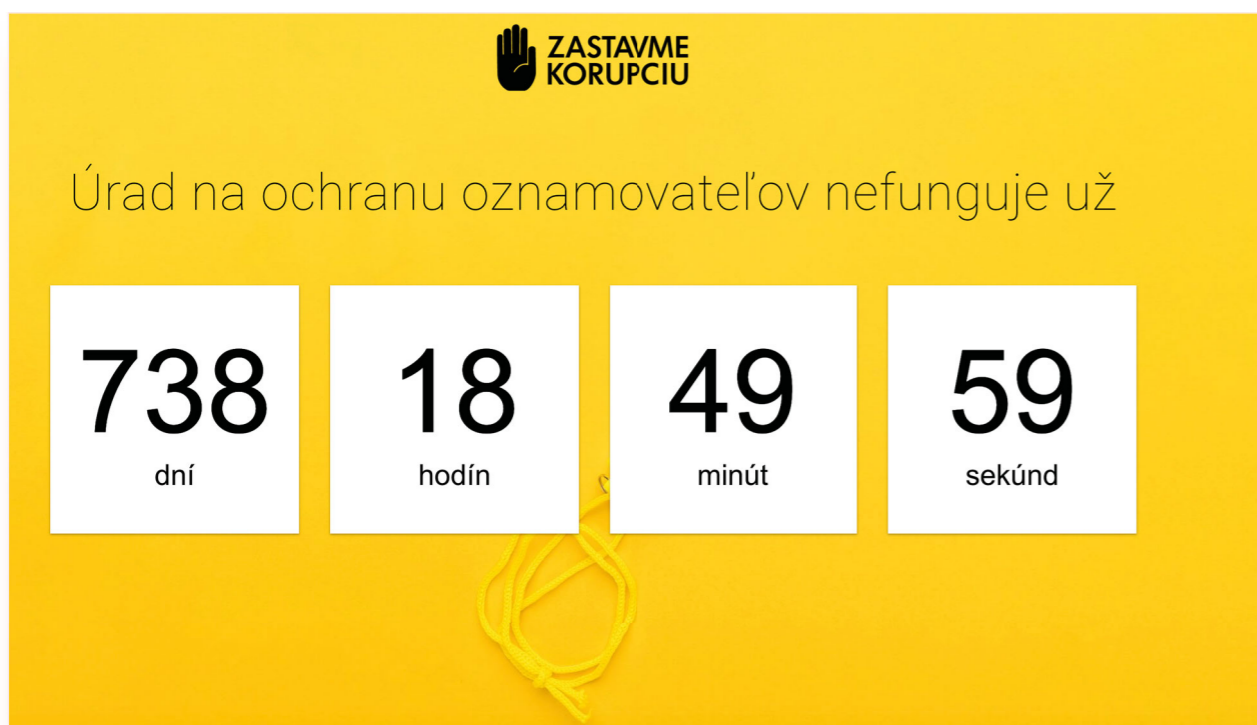 ZASTAVME
KORUPCIU
Úrad na ochranu oznamovateľov nefunguje už
738 18 49 59
dní hodín minút sekúnd